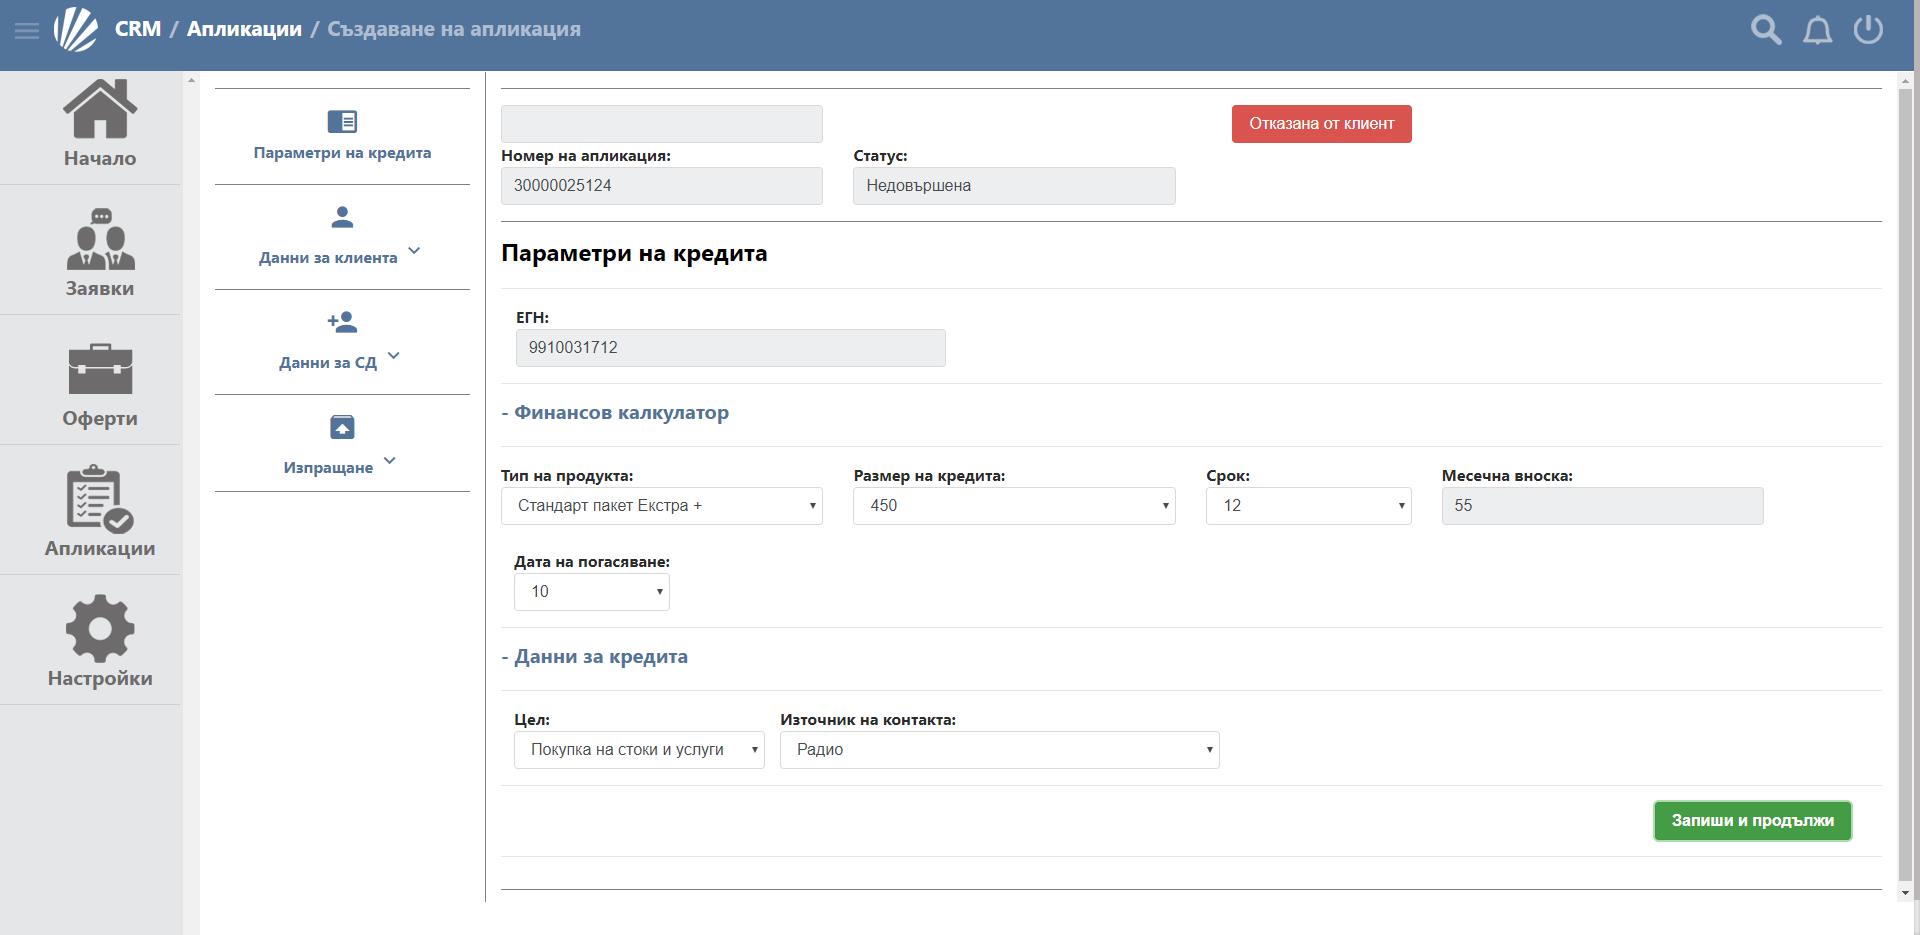 CRM / Апликации / Създаване на апликация
Начало
Заявки
Оферти
Апликации
Настройки
Параметри на кредита
Данни за клиента
Данни за СД
Изпращане
Отказана от клиент
Номер на апликация:
Статус:
30000025124
Недовършена
Параметри на кредита
ЕГН:
9910031712
- Финансов калкулатор
Тип на продукта:
Размер на кредита:
Срок:
Месечна вноска:
Стандарт пакет Екстра +
450
12
55
Дата на погасяване:
10
- Данни за кредита
Цел:
Източник на контакта:
Покупка на стоки и услуги
Радио
Запиши и продължи